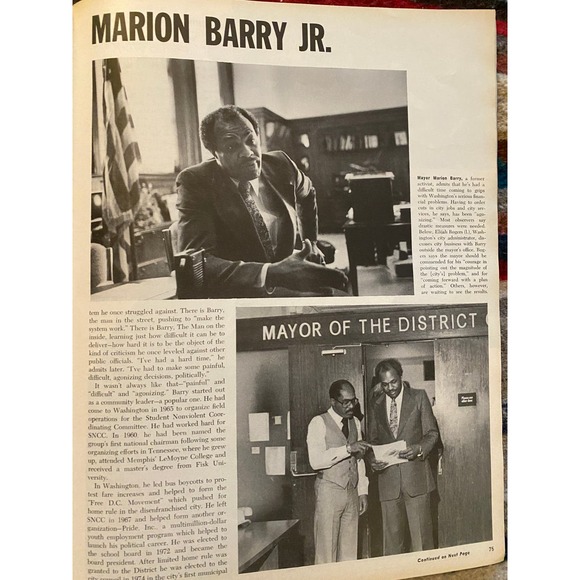 MARION BARRY JR.
Mayor Marion Barry, a former
activist, admits that he's had a
difficult time coming to grips
with Washington's serious finan-
cial problems. Having to order
cuts in city jobs and city serv-
ices, he says, has been "ago-
nizing." Most observers say
drastic measures were needed.
Below, Elijah Rogers (l.), Wash-
ington's city administrator, dis-
cusses city business with Barry
outside the mayor's office. Rog-
ers says the mayor should be
commended for his "courage in
pointing out the magnitude of
the [city's] problem," and for
"coming forward with a plan
of action." Others, however,
are waiting to see the results.
tem he once struggled against. There is Barry,
the man in the street, pushing to "make the
system work." There is Barry, The Man on the
inside, learning just how difficult it can be to
deliver—how hard it is to be the object of the
kind of criticism he once leveled against other
public officials. "I've had a hard time," he
admits later. "I've had to make some painful,
difficult, agonizing decisions, politically."
It wasn't always like that—"painful" and
"difficult" and "agonizing." Barry started out
as a community leader—a popular one. He had
come to Washington in 1965 to organize field
operations for the Student Nonviolent Coor-
dinating Committee. He had worked hard for
SNCC. In 1960 he had been named the
group's first national chairman following some
organizing efforts in Tennessee, where he grew
up, attended Memphis' LeMoyne College and
received a master's degree from Fisk Uni-
versity.
In Washington, he led bus boycotts to pro-
test fare increases and helped to form the
"Free D.C. Movement" which pushed for
home rule in the disenfranchised city. He left
SNCC in 1967 and helped form another or-
ganization—Pride, Inc., a multimillion-dollar
youth employment program which helped to
launch his political career. He was elected to
the school board in 1972 and became the
board president. After limited home rule was
granted to the District he was elected to the
city council in 1974 in the city's first municipal
MAYOR OF THE DISTRICT
Continued on Next Page
75